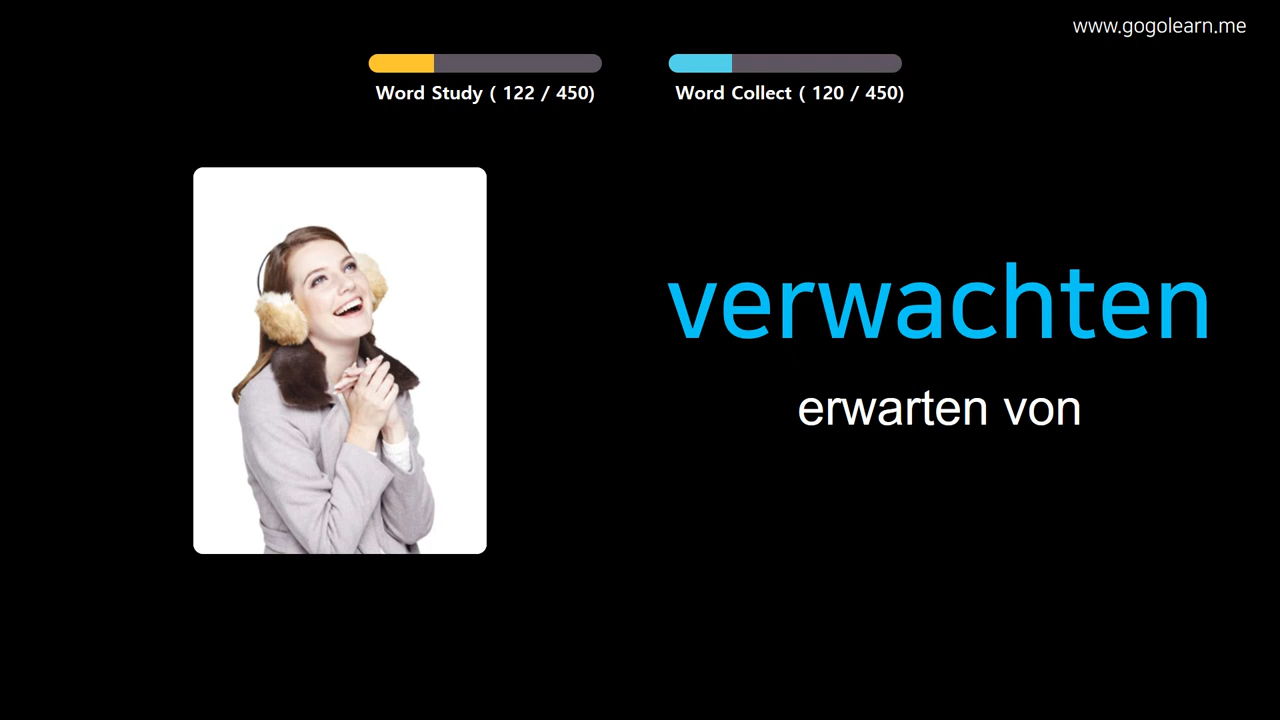 www.gogolearn.me
Word Study ( 122 / 450)
Word Collect ( 120 / 450)
verwachten
erwarten von